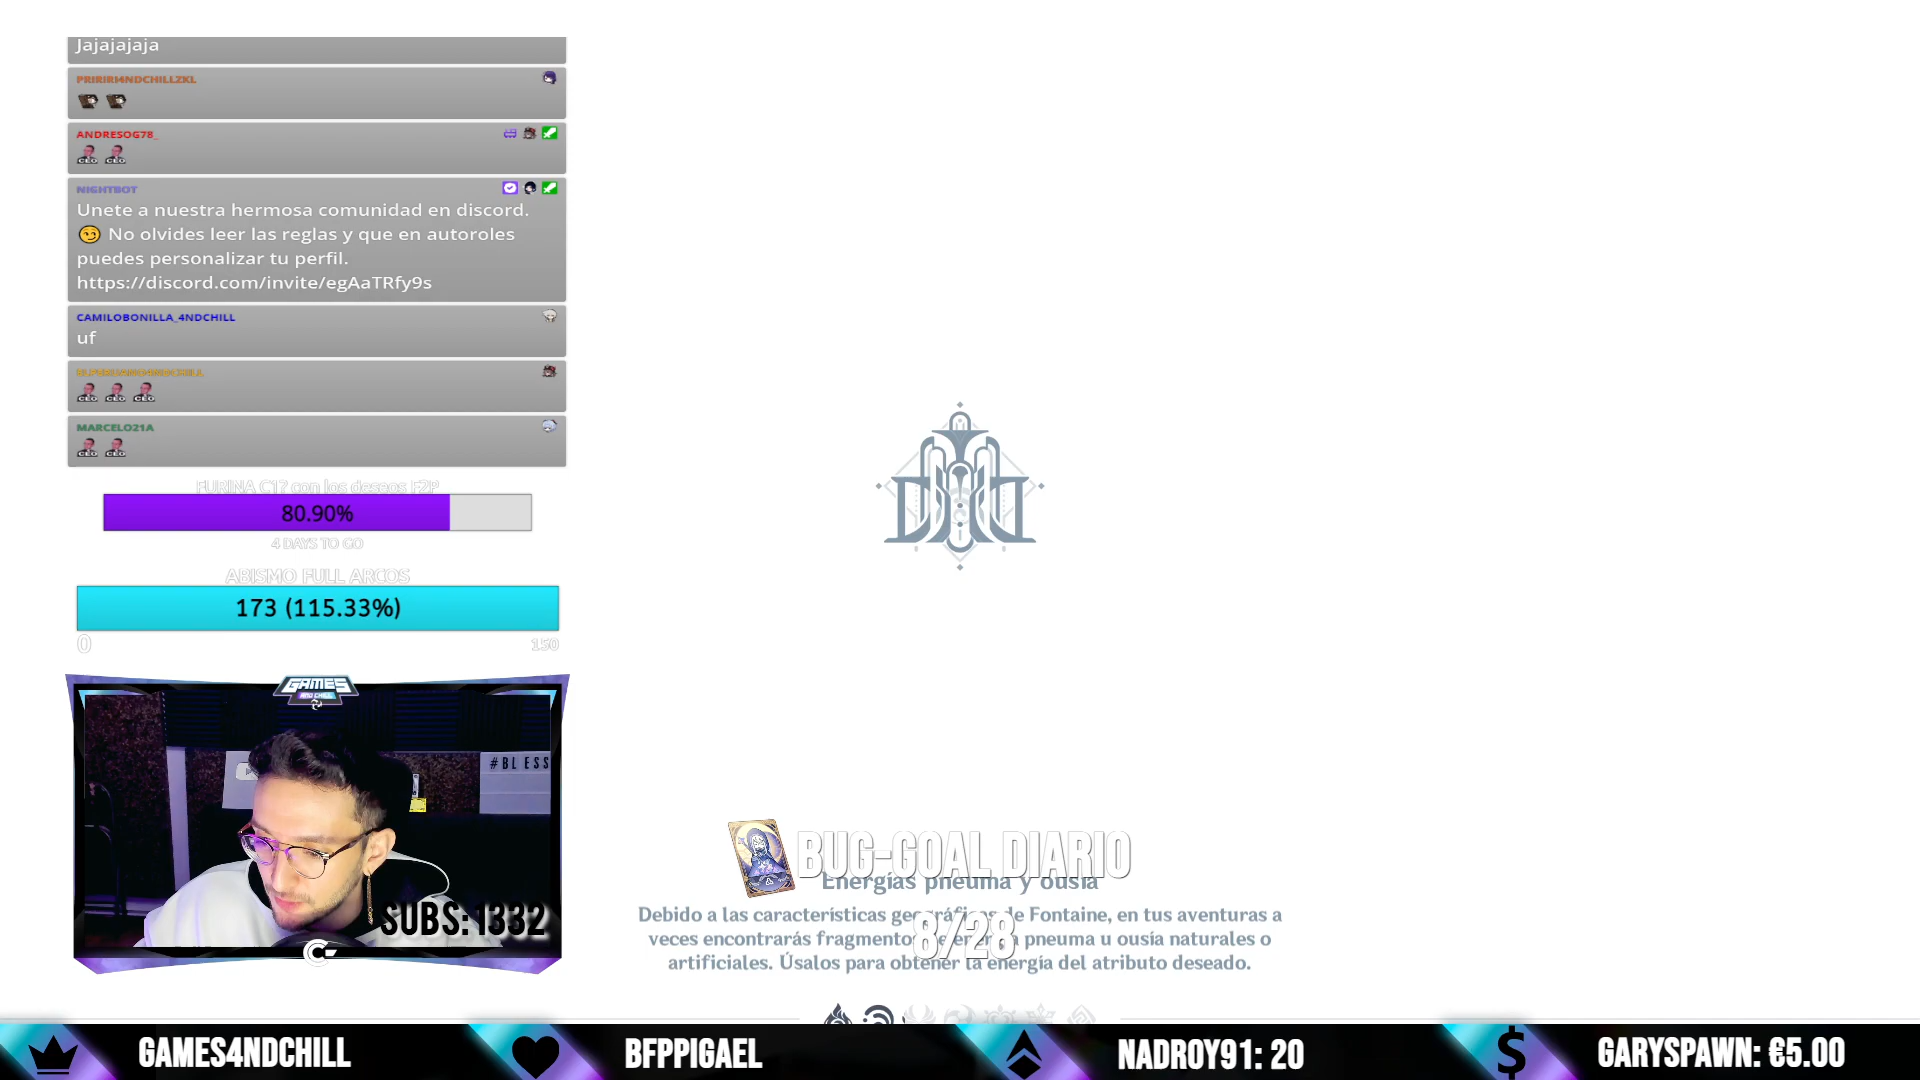 Jajajajaja
PRIRIRI4NDCHILLZKL
ANDRESOG78_
NIGHTBOT
Unete a nuestra hermosa comunidad en discord.
No olvides leer las reglas y que en autoroles
puedes personalizar tu perfil.
https://discord.com/invite/egAaTRfy9s
CAMILOBONILLA_4NDCHILL
uf
MARCELO21A
FURINA C1? con los deseos F2P
80.90%
4 DAYS TO GO
ABISMO FULL ARCOS
173 (115.33%)
0
150
GAMES
AND CHILL
#BLESS
SUBS:1332
BUG-GOAL DIARIO
8/28
Energías pneuma y ousía
Debido a las características geográficas de Fontaine, en tus aventuras a
veces encontrarás fragmentos de energía pneuma u ousía naturales o
artificiales. Úsalos para obtener la energía del atributo deseado.
GAMES4NDCHILL
BFPPIGAEL
NADROY91: 20
GARYSPAWN: €5.00